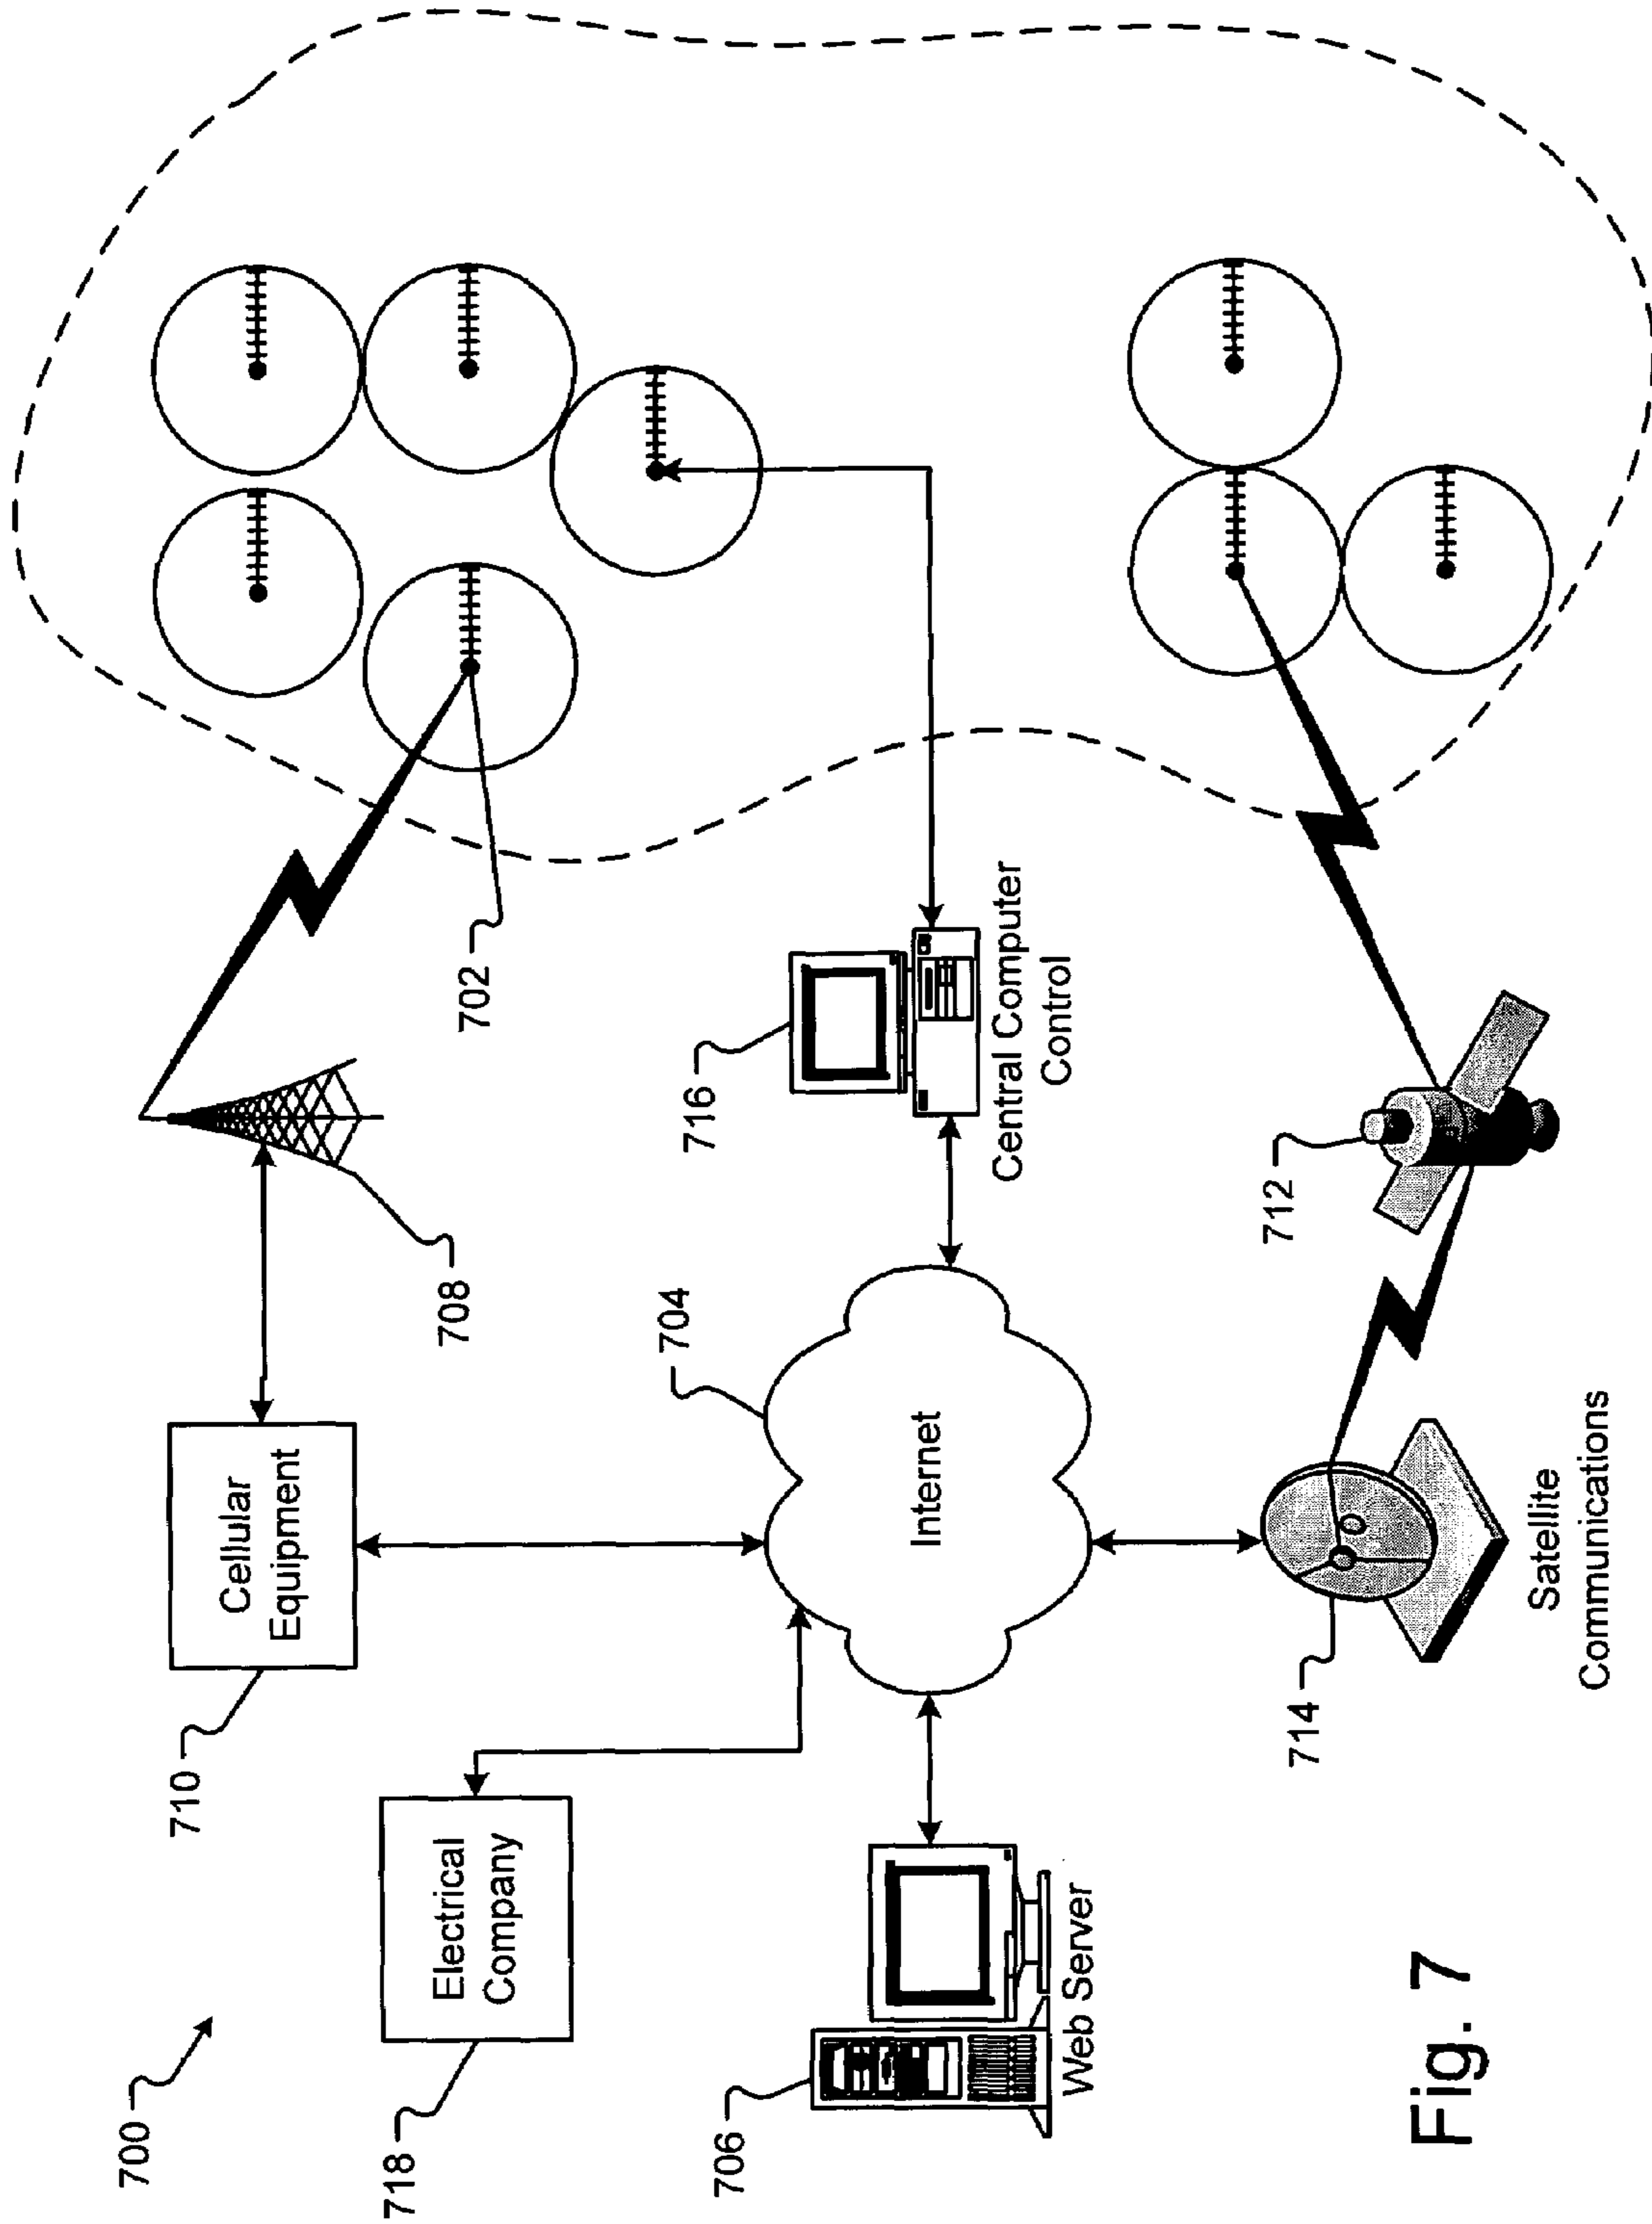 700
710
Cellular
Equipment
708
702
718
Electrical
Company
704
Internet
716
Central Computer
Control
706
Web Server
714
712
Satellite
Communications
Fig. 7